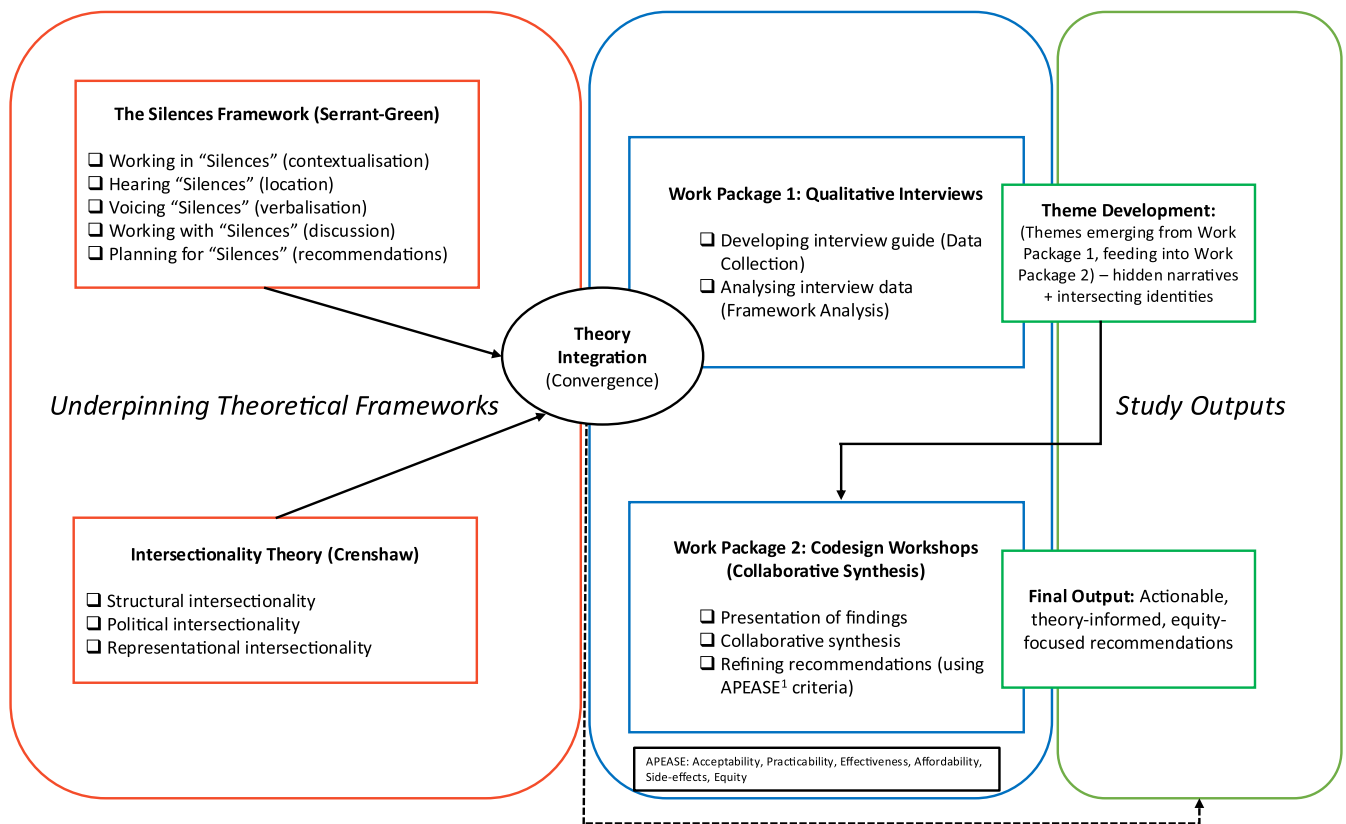 The Silences Framework (Serrant-Green)
❑ Working in “Silences” (contextualisation)
❑ Hearing “Silences” (location)
❑ Voicing “Silences” (verbalisation)
❑ Working with “Silences” (discussion)
❑ Planning for “Silences” (recommendations)
Underpinning Theoretical Frameworks
Intersectionality Theory (Crenshaw)
❑ Structural intersectionality
❑ Political intersectionality
❑ Representational intersectionality
Theory
Integration
(Convergence)
Work Package 1: Qualitative Interviews
❑ Developing interview guide (Data
Collection)
❑ Analysing interview data
(Framework Analysis)
Work Package 2: Codesign Workshops
(Collaborative Synthesis)
❑ Presentation of findings
❑ Collaborative synthesis
❑ Refining recommendations (using
APEASE¹ criteria)
APEASE: Acceptability, Practicability, Effectiveness, Affordability,
Side-effects, Equity
Theme Development:
(Themes emerging from Work
Package 1, feeding into Work
Package 2) – hidden narratives
+ intersecting identities
Study Outputs
Final Output: Actionable,
theory-informed, equity-
focused recommendations